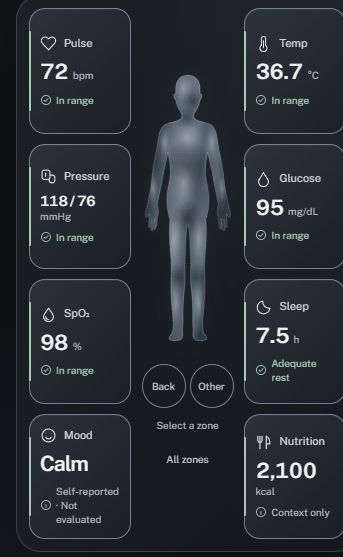 Pulse
72 bpm
In range
Temp
36.7 °C
In range
Pressure
118/76
mmHg
In range
Glucose
95 mg/dL
In range
SpO₂
98 %
In range
Sleep
7.5 h
Adequate
rest
Back
Other
Select a zone
All zones
Mood
Calm
Self-reported
· Not
evaluated
Nutrition
2,100
kcal
Context only